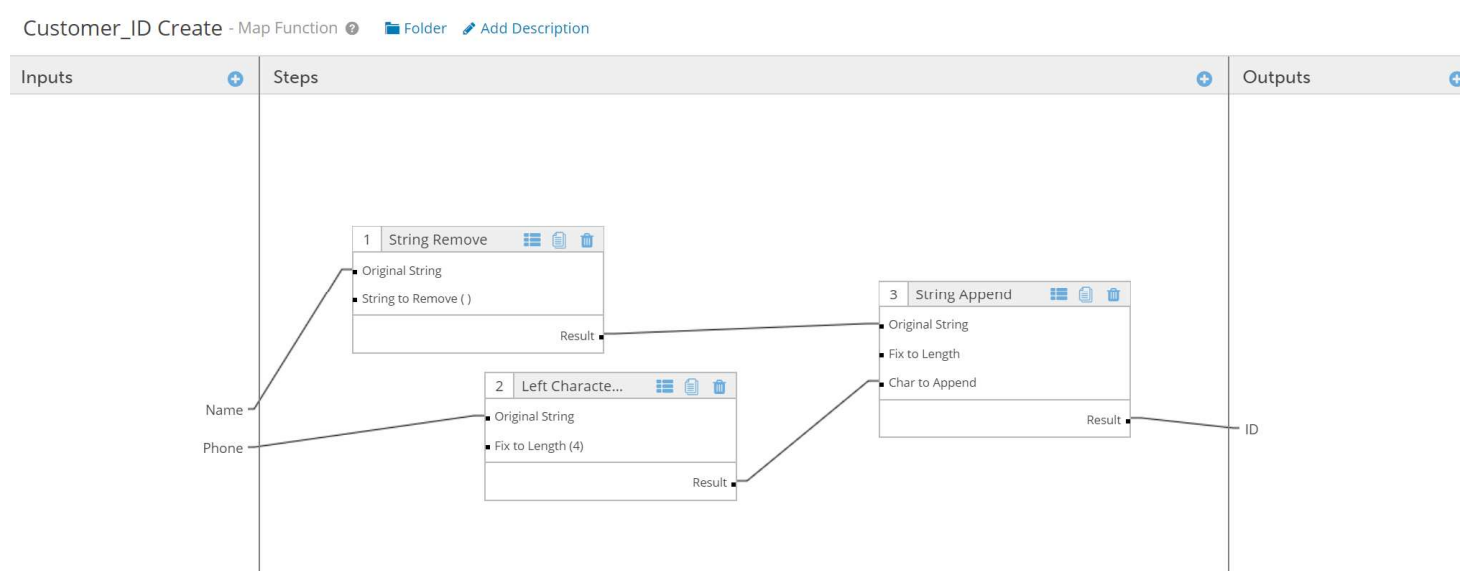 Customer_ID Create - Map Function ? Folder Add Description
Inputs
Steps
Outputs
1 String Remove
Original String
String to Remove ( )
Result
2 Left Characte...
Original String
Fix to Length (4)
Result
3 String Append
Original String
Fix to Length
Char to Append
Result
Name
Phone
ID